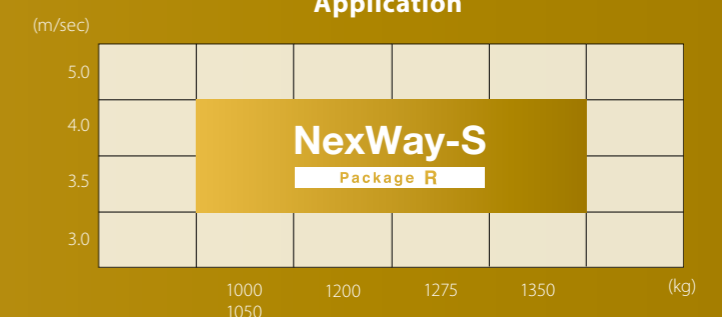 Application
(m/sec)
5.0
4.0
NexWay-S
3.5
Package R
3.0
1000 1200 1275 1350 (kg)
1050